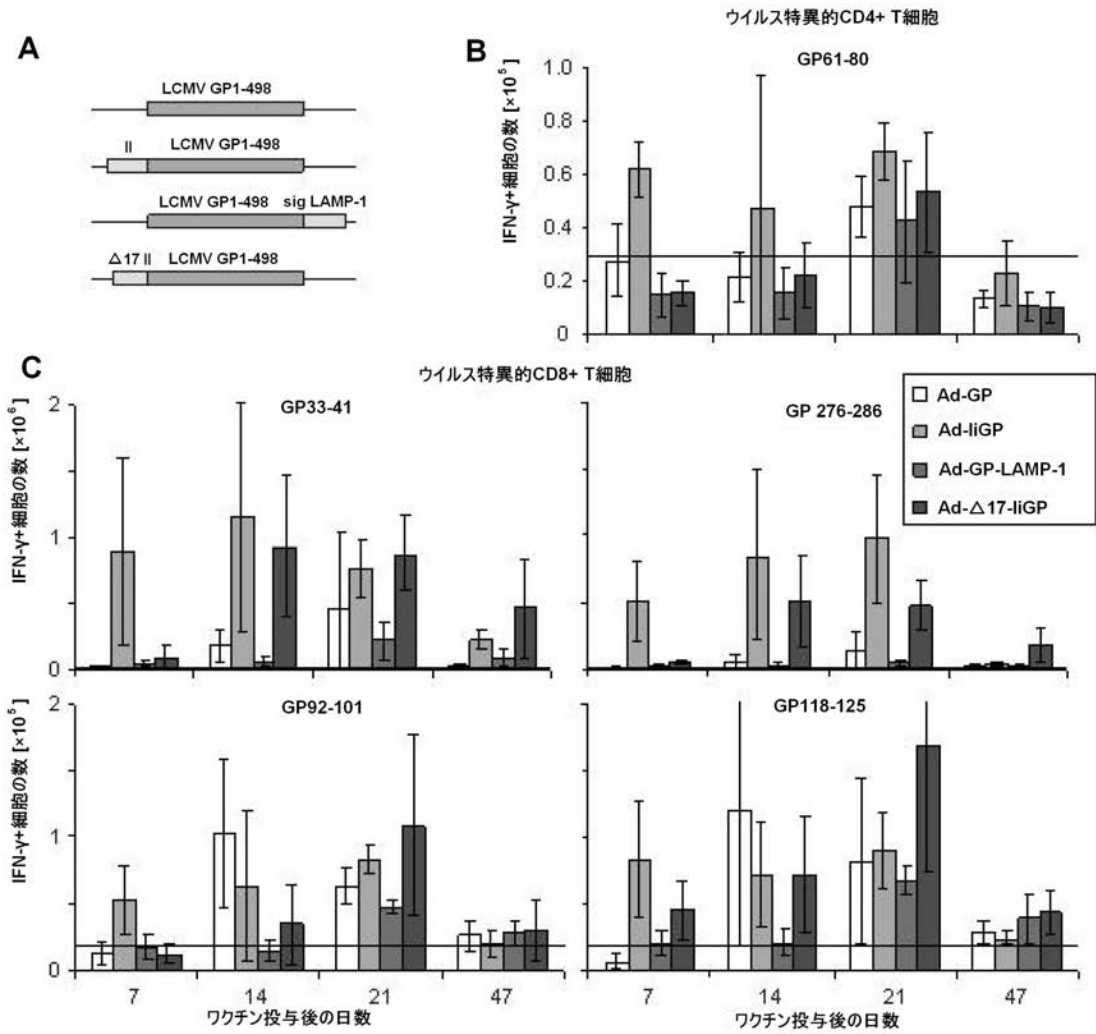 A
LCMV GP1-498
II
LCMV GP1-498
LCMV GP1-498 sig LAMP-1
△17 II LCMV GP1-498
ウイルス特異的CD4+ T細胞
B
GP61-80
IFN-γ+細胞の数 [×10⁵]
1.0
0.8
0.6
0.4
0.2
0
7 14 21 47
C
ウイルス特異的CD8+ T細胞
GP33-41
IFN-γ+細胞の数 [×10⁶]
2
1
0
GP 276-286
Ad-GP
Ad-IiGP
Ad-GP-LAMP-1
Ad-△17-IiGP
GP92-101
IFN-γ+細胞の数 [×10⁵]
2
1
0
7 14 21 47
ワクチン投与後の日数
GP118-125
7 14 21 47
ワクチン投与後の日数